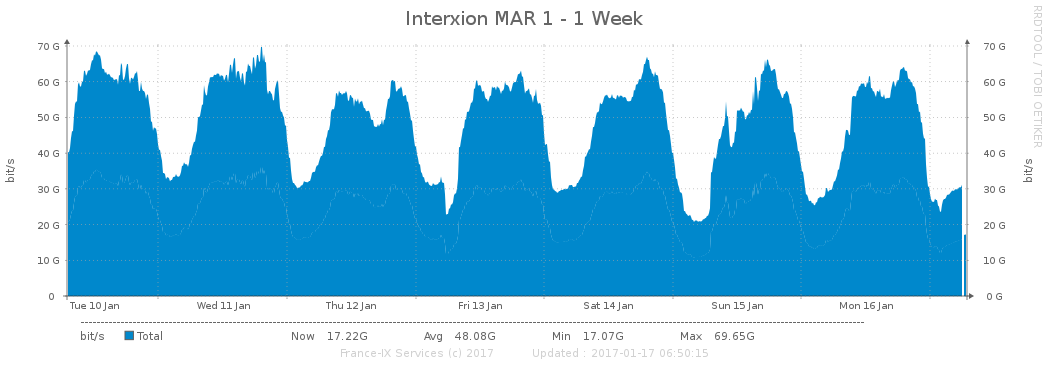 Interxion MAR 1 - 1 Week
RRDTOOL / TOBI OETIKER
70 G 70 G
60 G 60 G
50 G 50 G
40 G 40 G
30 G 30 G
20 G 20 G
10 G 10 G
0 0 G
bit/s bit/s
Tue 10 Jan Wed 11 Jan Thu 12 Jan Fri 13 Jan Sat 14 Jan Sun 15 Jan Mon 16 Jan
bit/s Total Now 17.22G Avg 48.08G Min 17.07G Max 69.65G
France-IX Services (c) 2017 Updated : 2017-01-17 06:50:15